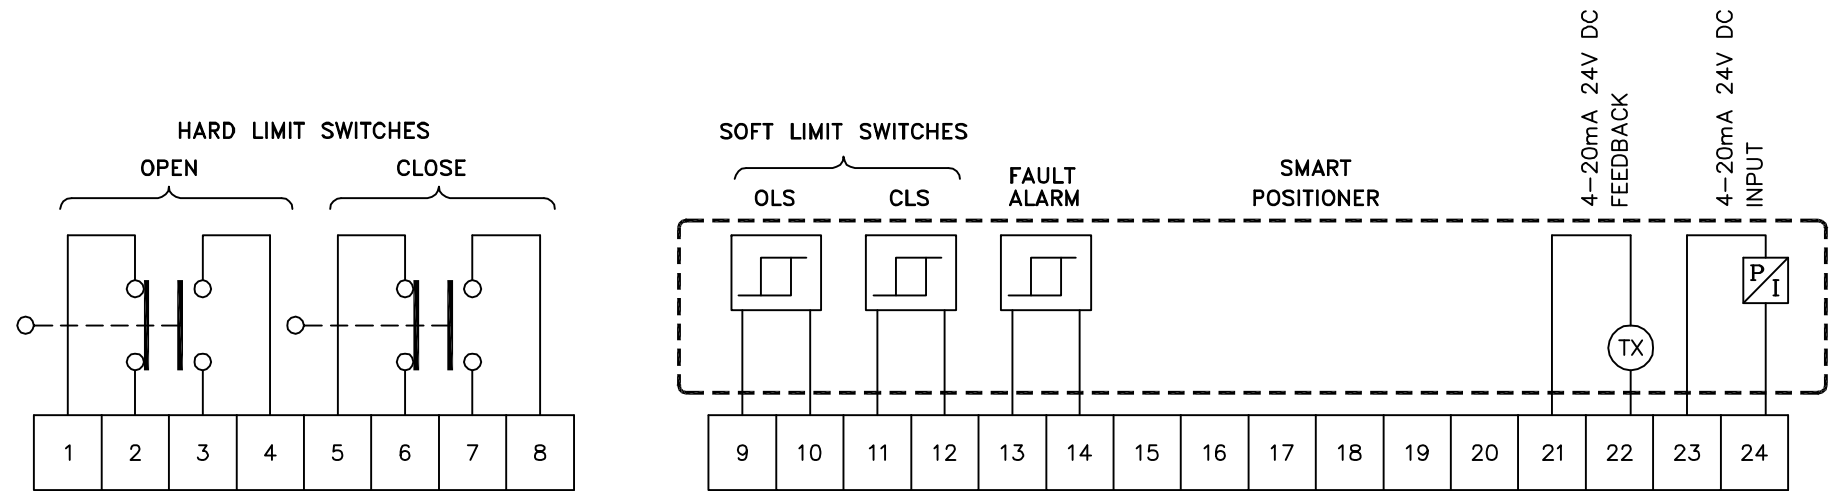 HARD LIMIT SWITCHES
OPEN
CLOSE
SOFT LIMIT SWITCHES
OLS
CLS
FAULT
ALARM
SMART
POSITIONER
4-20mA 24V DC
FEEDBACK
4-20mA 24V DC
INPUT
P/I
TX
1 2 3 4 5 6 7 8
9 10 11 12 13 14 15 16 17 18 19 20 21 22 23 24